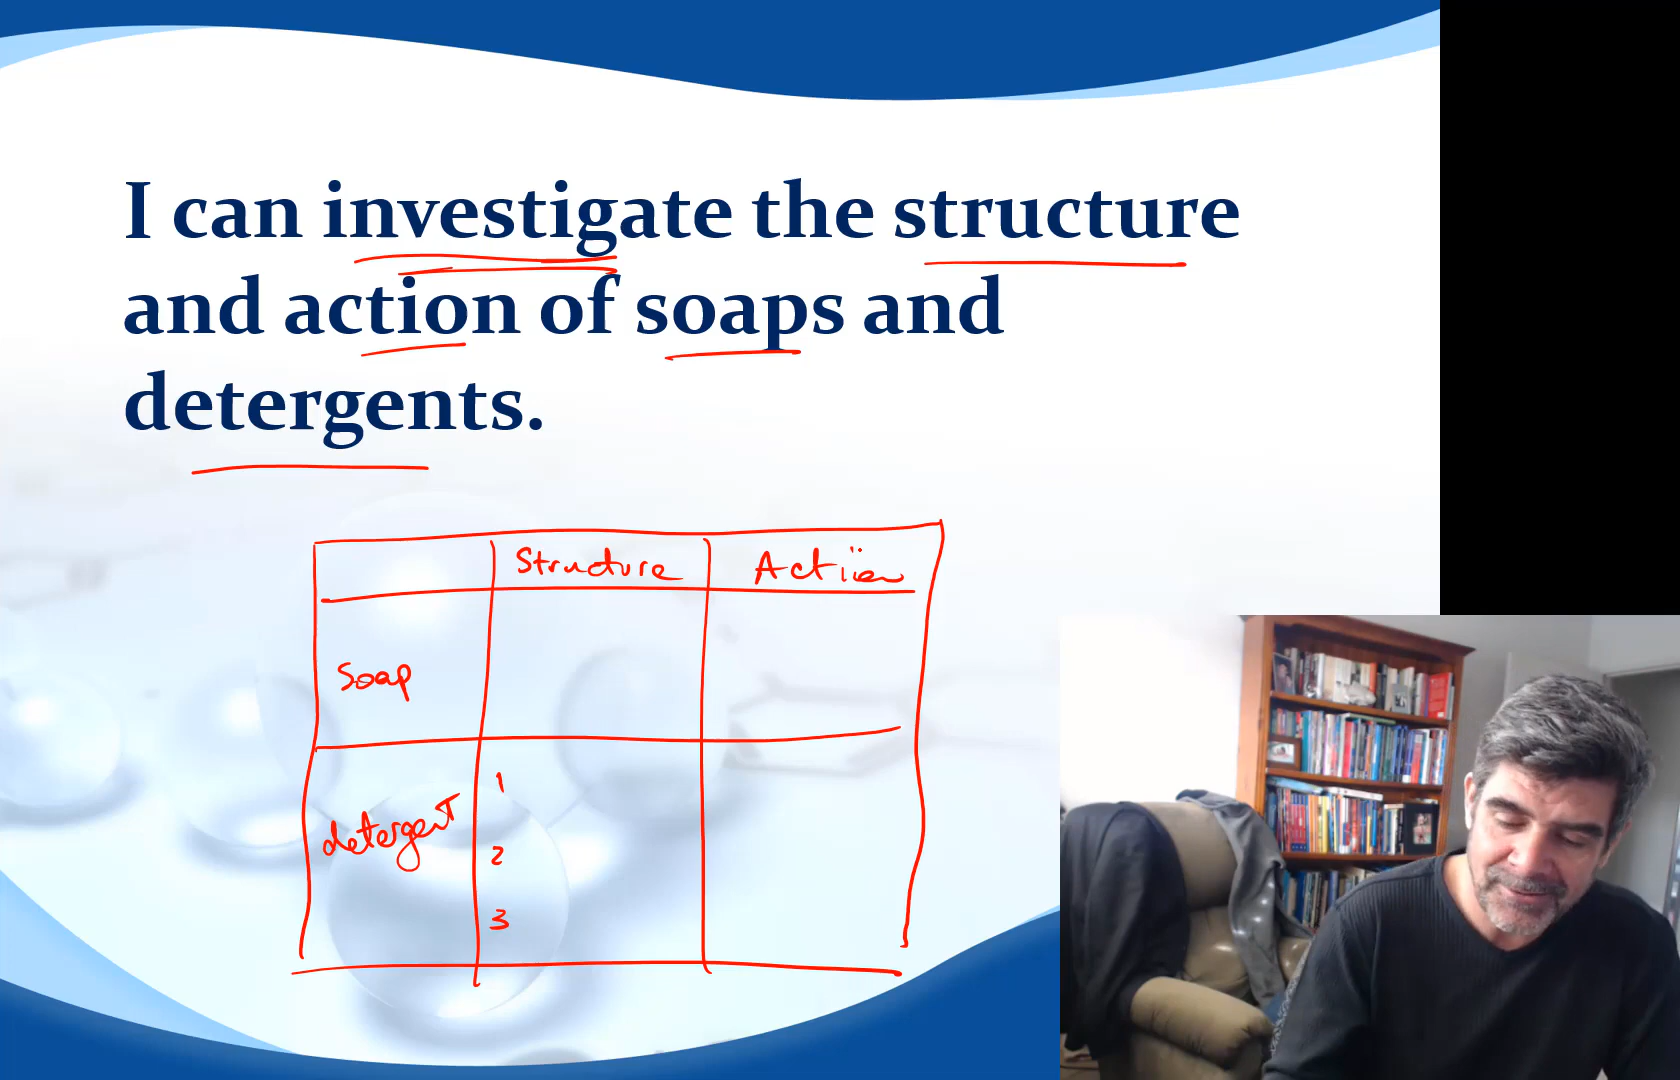 I can investigate the structure
and action of soaps and
detergents.
Structure Action
Soap
detergent 1
2
3